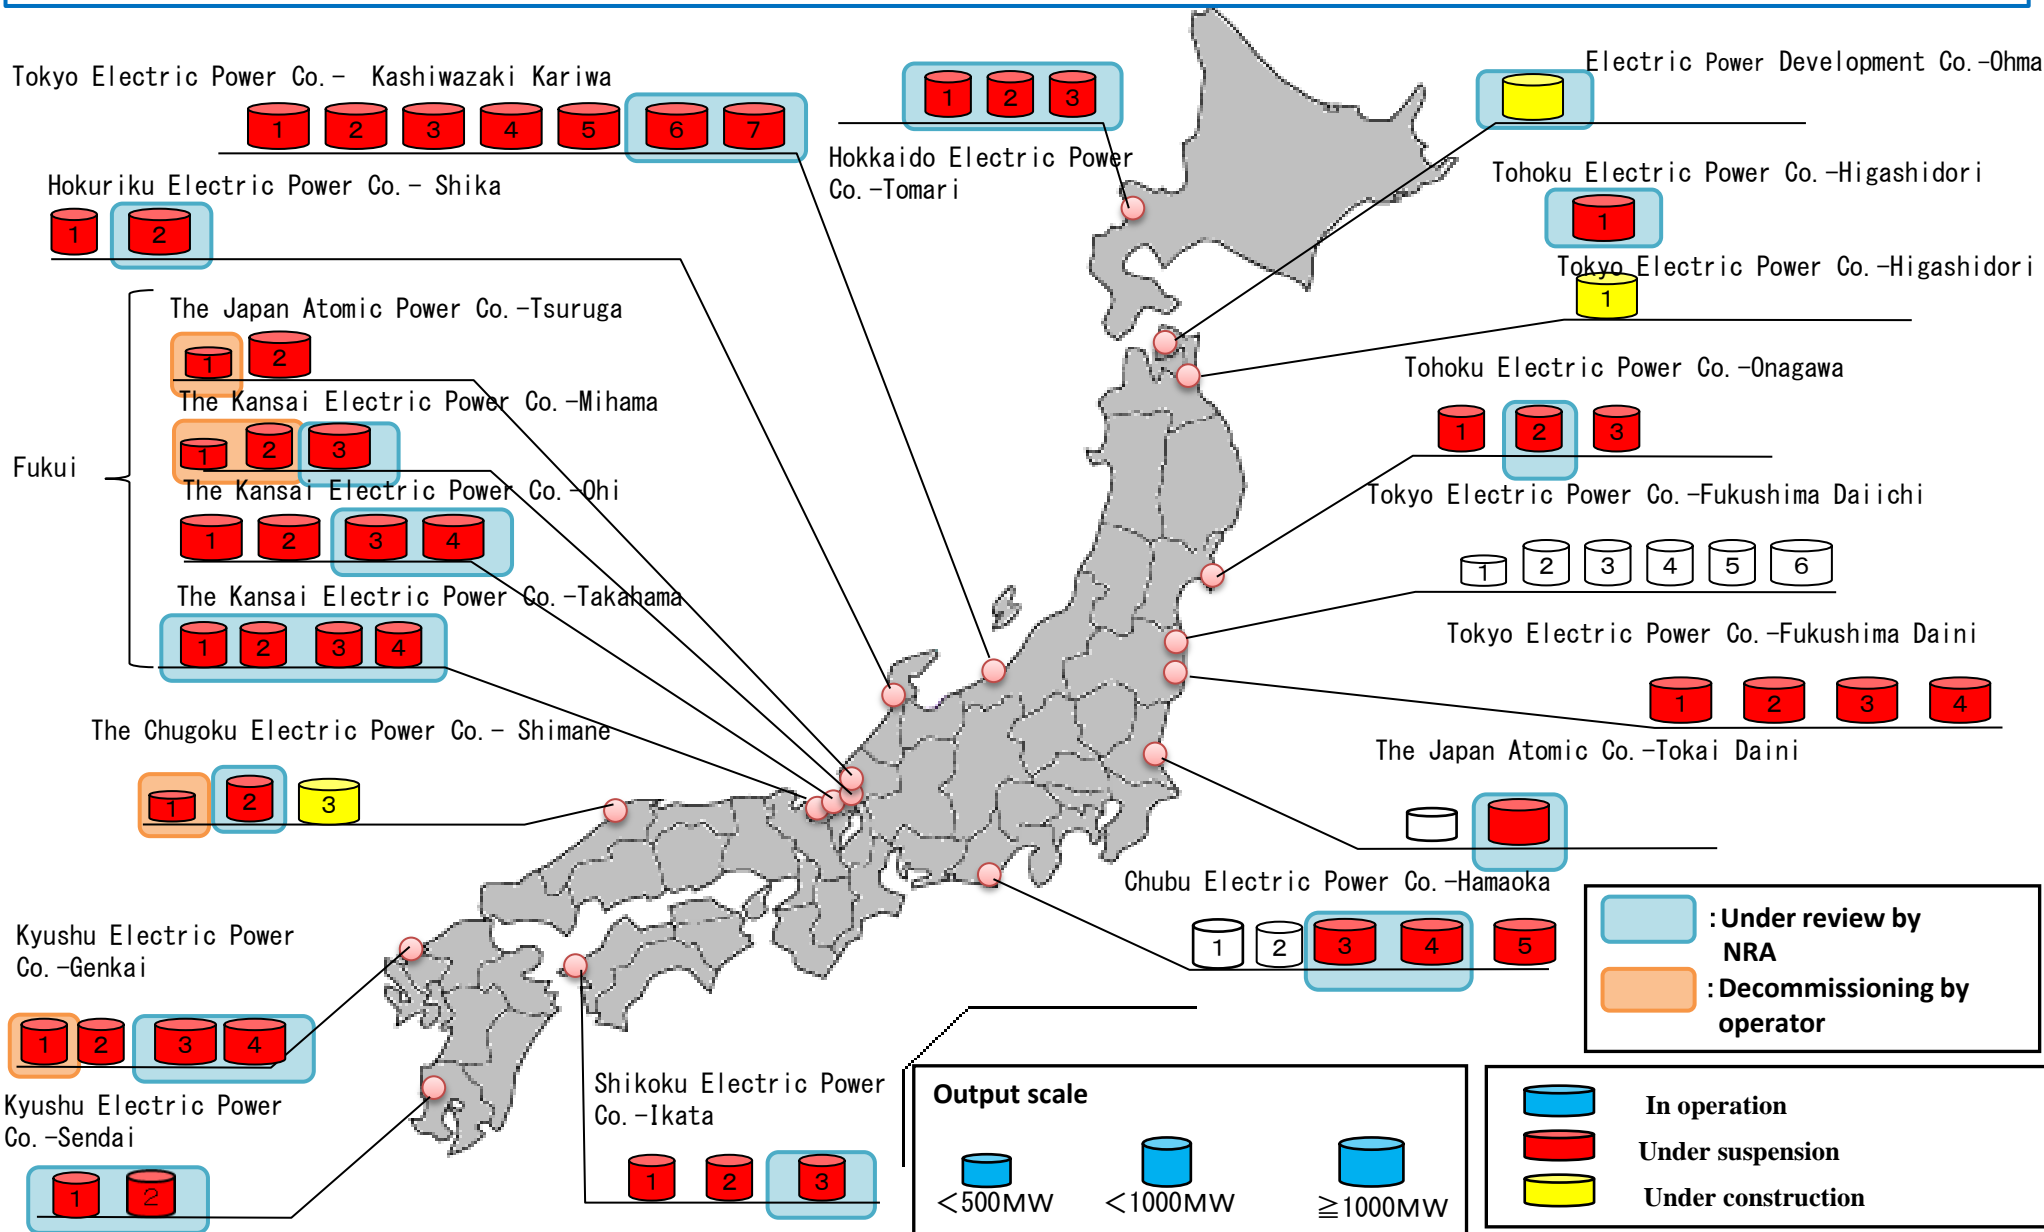 Tokyo Electric Power Co.- Kashiwazaki Kariwa
1 2 3 4 5 6 7
Hokuriku Electric Power Co.- Shika
1 2
Fukui
The Japan Atomic Power Co.-Tsuruga
1 2
The Kansai Electric Power Co.-Mihama
1 2 3
The Kansai Electric Power Co.-Ohi
1 2 3 4
The Kansai Electric Power Co.-Takahama
1 2 3 4
The Chugoku Electric Power Co.- Shimane
1 2 3
Kyushu Electric Power
Co.-Genkai
1 2 3 4
Kyushu Electric Power
Co.-Sendai
1 2
1 2 3
Hokkaido Electric Power
Co.-Tomari
Electric Power Development Co.-Ohma
Tohoku Electric Power Co.-Higashidori
1
Tokyo Electric Power Co.-Higashidori
1
Tohoku Electric Power Co.-Onagawa
1 2 3
Tokyo Electric Power Co.-Fukushima Daiichi
1 2 3 4 5 6
Tokyo Electric Power Co.-Fukushima Daini
1 2 3 4
The Japan Atomic Co.-Tokai Daini
Chubu Electric Power Co.-Hamaoka
1 2 3 4 5
Shikoku Electric Power
Co.-Ikata
1 2 3
Output scale
<500MW <1000MW ≧1000MW
: Under review by
NRA
: Decommissioning by
operator
In operation
Under suspension
Under construction